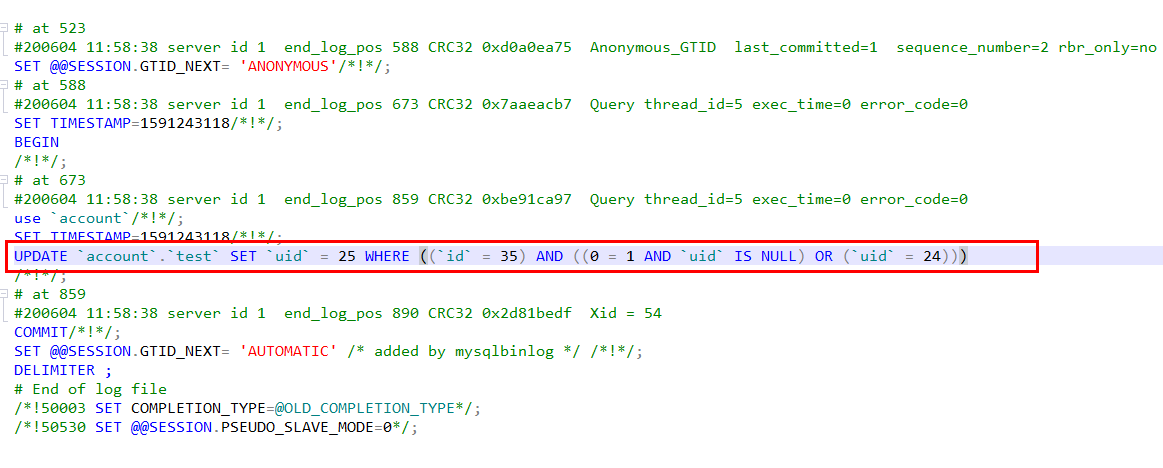 # at 523
#200604 11:58:38 server id 1  end_log_pos 588 CRC32 0xd0a0ea75  Anonymous_GTID  last_committed=1  sequence_number=2 rbr_only=no
SET @@SESSION.GTID_NEXT= 'ANONYMOUS'/*!*/;
# at 588
#200604 11:58:38 server id 1  end_log_pos 673 CRC32 0x7aaeacb7  Query thread_id=5 exec_time=0 error_code=0
SET TIMESTAMP=1591243118/*!*/;
BEGIN
/*!*/;
# at 673
#200604 11:58:38 server id 1  end_log_pos 859 CRC32 0xbe91ca97  Query thread_id=5 exec_time=0 error_code=0
use `account`/*!*/;
SET TIMESTAMP=1591243118/*!*/;
UPDATE `account`.`test` SET `uid` = 25 WHERE ((`id` = 35) AND ((0 = 1 AND `uid` IS NULL) OR (`uid` = 24)))
/*!*/;
# at 859
#200604 11:58:38 server id 1  end_log_pos 890 CRC32 0x2d81bedf  Xid = 54
COMMIT/*!*/;
SET @@SESSION.GTID_NEXT= 'AUTOMATIC' /* added by mysqlbinlog */ /*!*/;
DELIMITER ;
# End of log file
/*!50003 SET COMPLETION_TYPE=@OLD_COMPLETION_TYPE*/;
/*!50530 SET @@SESSION.PSEUDO_SLAVE_MODE=0*/;